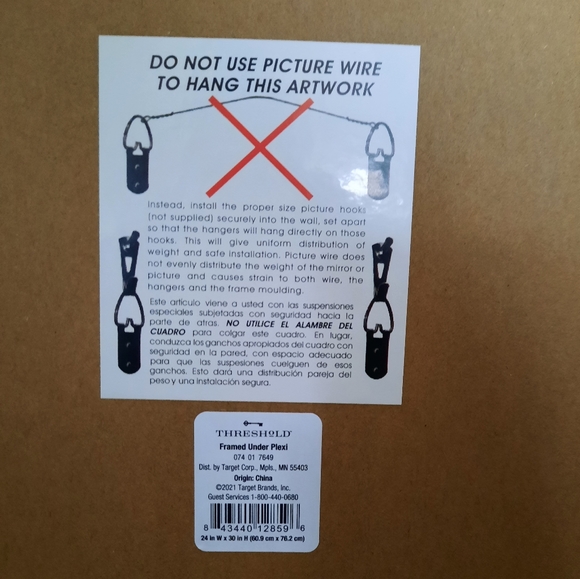 DO NOT USE PICTURE WIRE
TO HANG THIS ARTWORK
Instead, install the proper size picture hooks
(not supplied) securely into the wall, set apart
so that the hangers will hang directly on those
hooks. This will give uniform distribution of
weight and safe installation. Picture wire does
not evenly distribute the weight of the mirror or
picture and causes strain to both wire, the
hangers and the frame moulding.
Este articulo viene a usted con las suspensiones
especiales subjetadas con seguridad hacia la
parte de atras. NO UTILICE EL ALAMBRE DEL
CUADRO para colgar este cuadro. En lugar,
conduzca los ganchos apropiados del cuadro con
seguridad en la pared, con espacio adecuado
para que las suspesiones cuelguen de esos
ganchos. Esto dará una distribución pareja del
peso y una instalación segura.
THRESHOLD
Framed Under Plexi
074 01 7649
Dist. by Target Corp., Mpls., MN 55403
Origin: China
©2021 Target Brands, Inc.
Guest Services 1-800-440-0680
8 43440 12859 6
24 in W x 30 in H (60.9 cm x 76.2 cm)